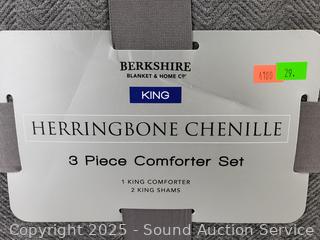 BERKSHIRE
BLANKET & HOME CO
KING
4100
29.
HERRINGBONE CHENILLE
3 Piece Comforter Set
1 KING COMFORTER
2 KING SHAMS
Copyright 2025 - Sound Auction Service